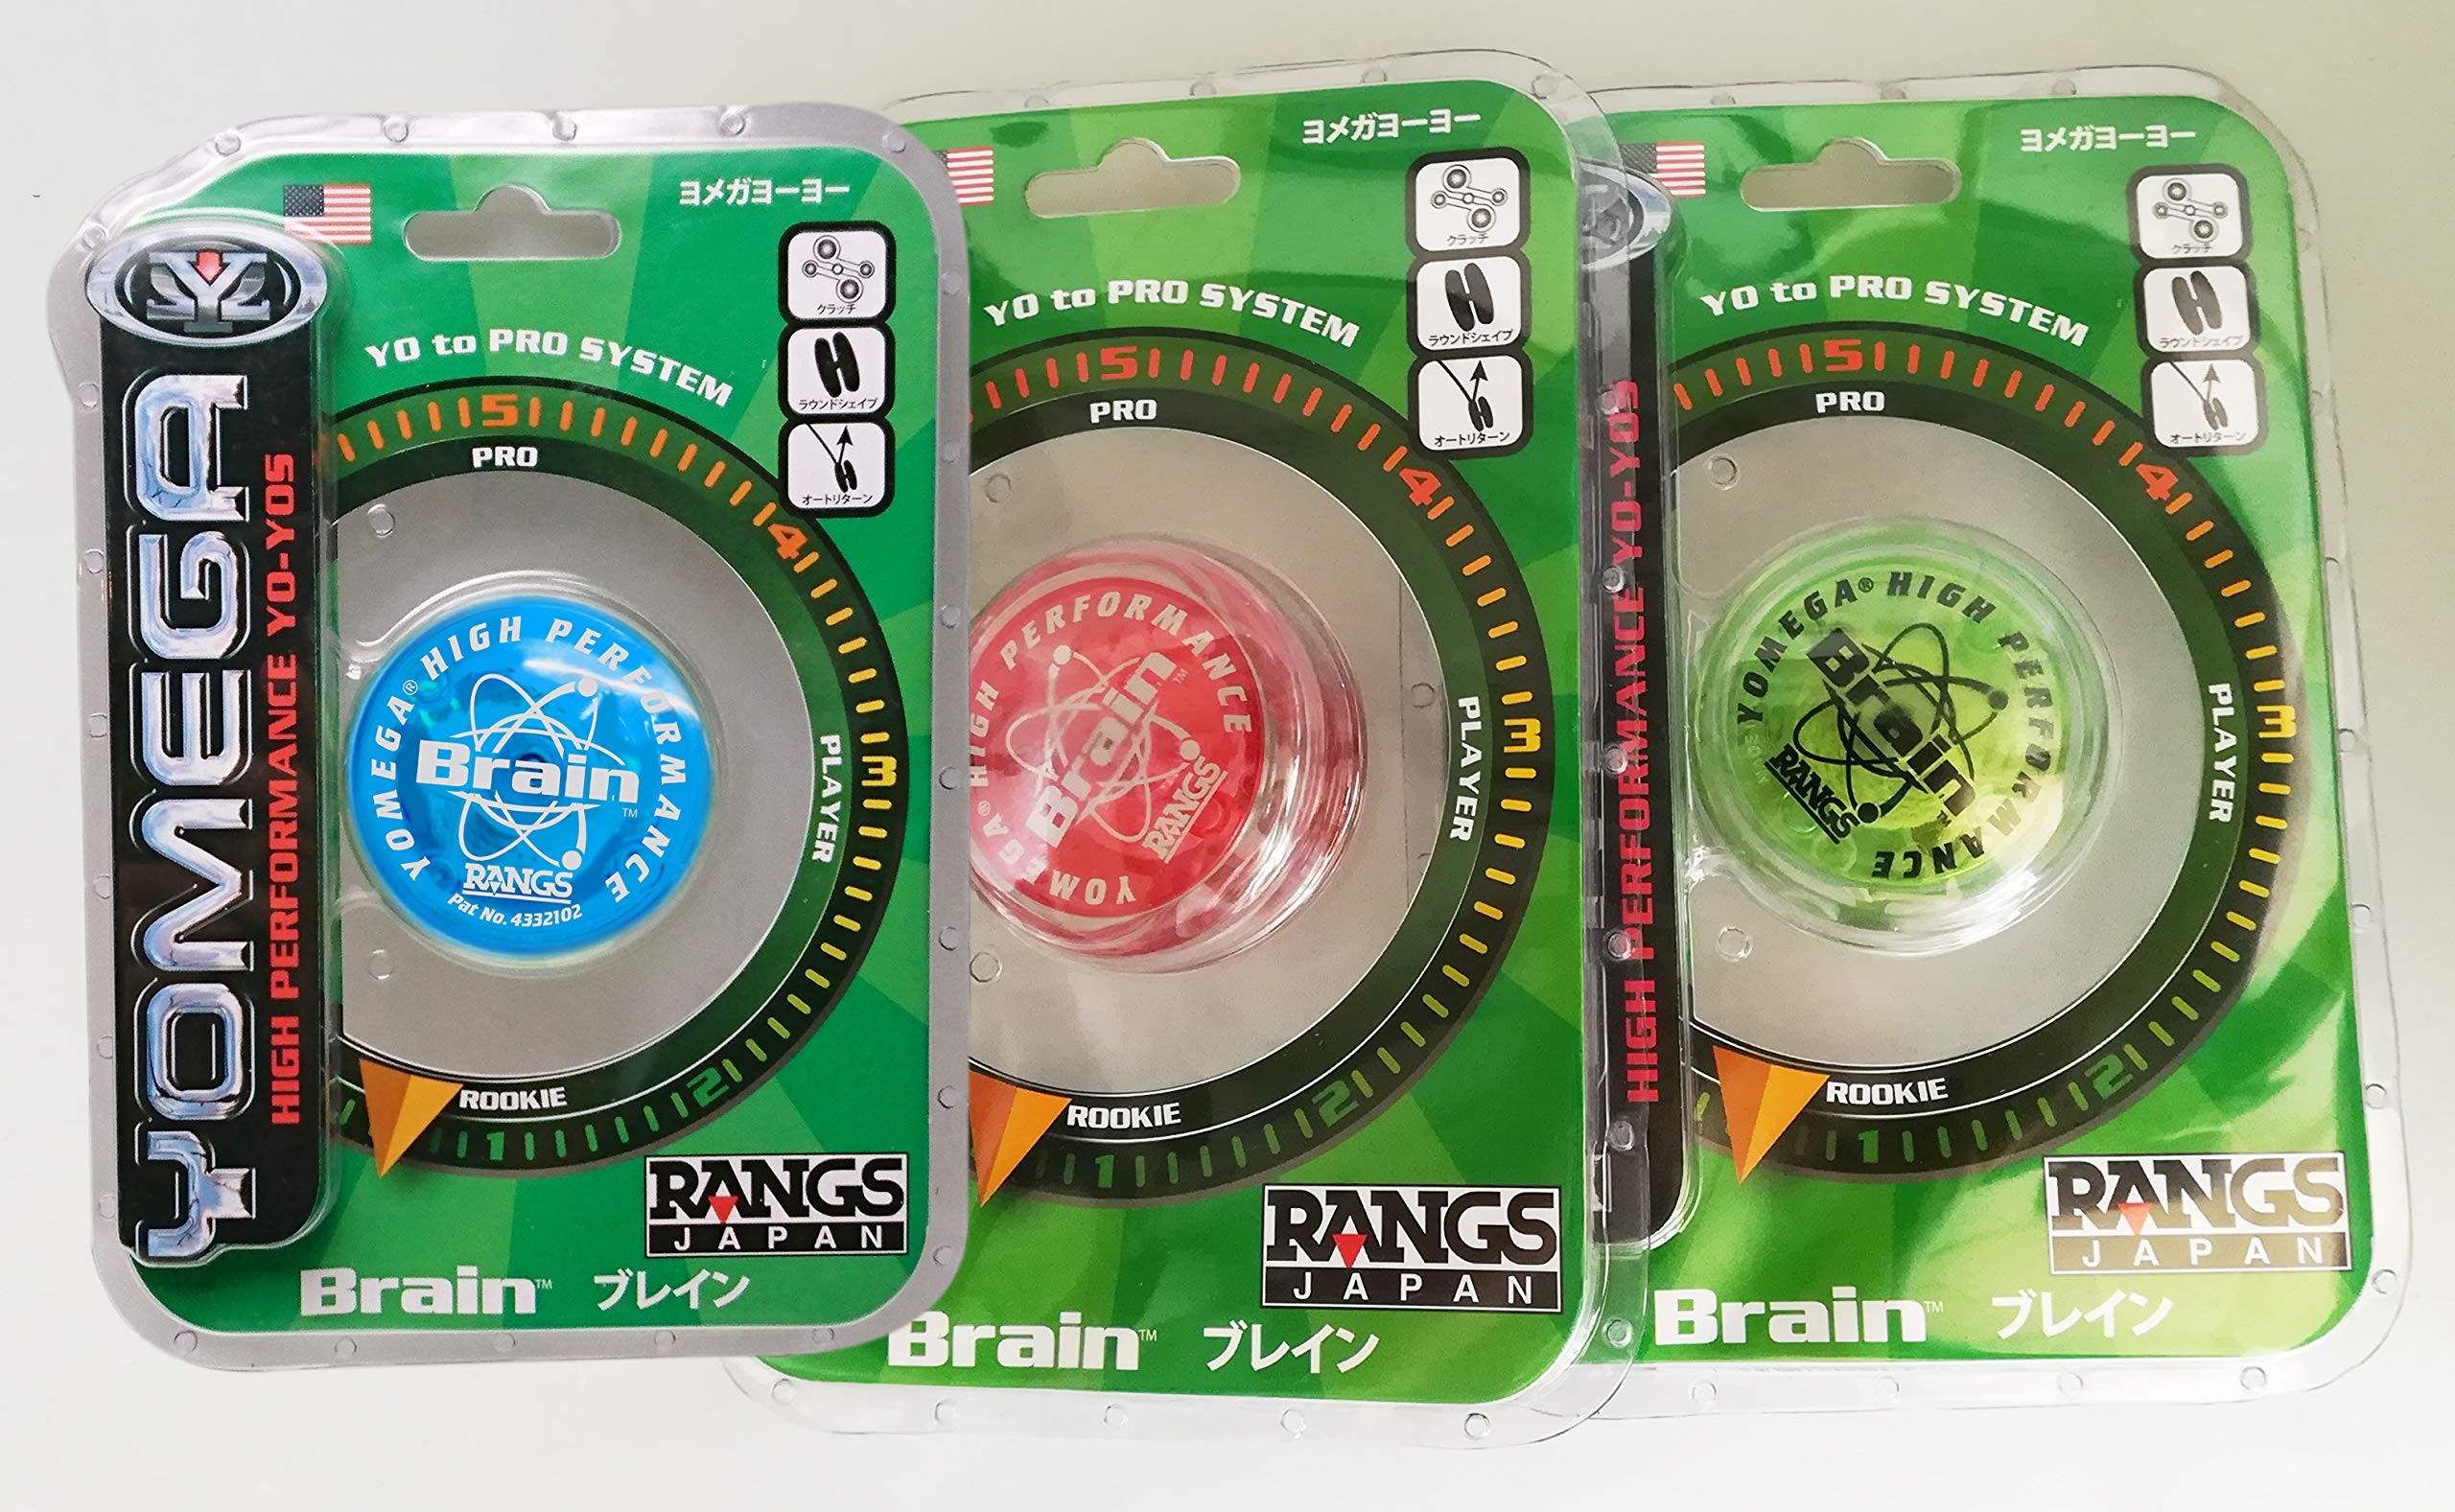 ヨメガヨーヨー
クラッチ
ラウンドシェイプ
オートリターン
YOMEGA
HIGH PERFORMANCE YO-YOS
YO to PRO SYSTEM
5
PRO
4
3
PLAYER
2
ROOKIE
1
YOMEGA® HIGH PERFORMANCE
Brain™
RANGS
Pat No. 4332102
RANGS
JAPAN
Brain™ ブレイン
ヨメガヨーヨー
クラッチ
ラウンドシェイプ
オートリターン
YO to PRO SYSTEM
5
PRO
4
3
PLAYER
2
ROOKIE
1
YOMEGA® HIGH PERFORMANCE
Brain™
RANGS
RANGS
JAPAN
Brain™ ブレイン
ヨメガヨーヨー
クラッチ
ラウンドシェイプ
オートリターン
HIGH PERFORMANCE YO-YOS
YO to PRO SYSTEM
5
PRO
4
3
PLAYER
2
ROOKIE
1
YOMEGA® HIGH PERFORMANCE
Brain™
RANGS
RANGS
JAPAN
Brain™ ブレイン